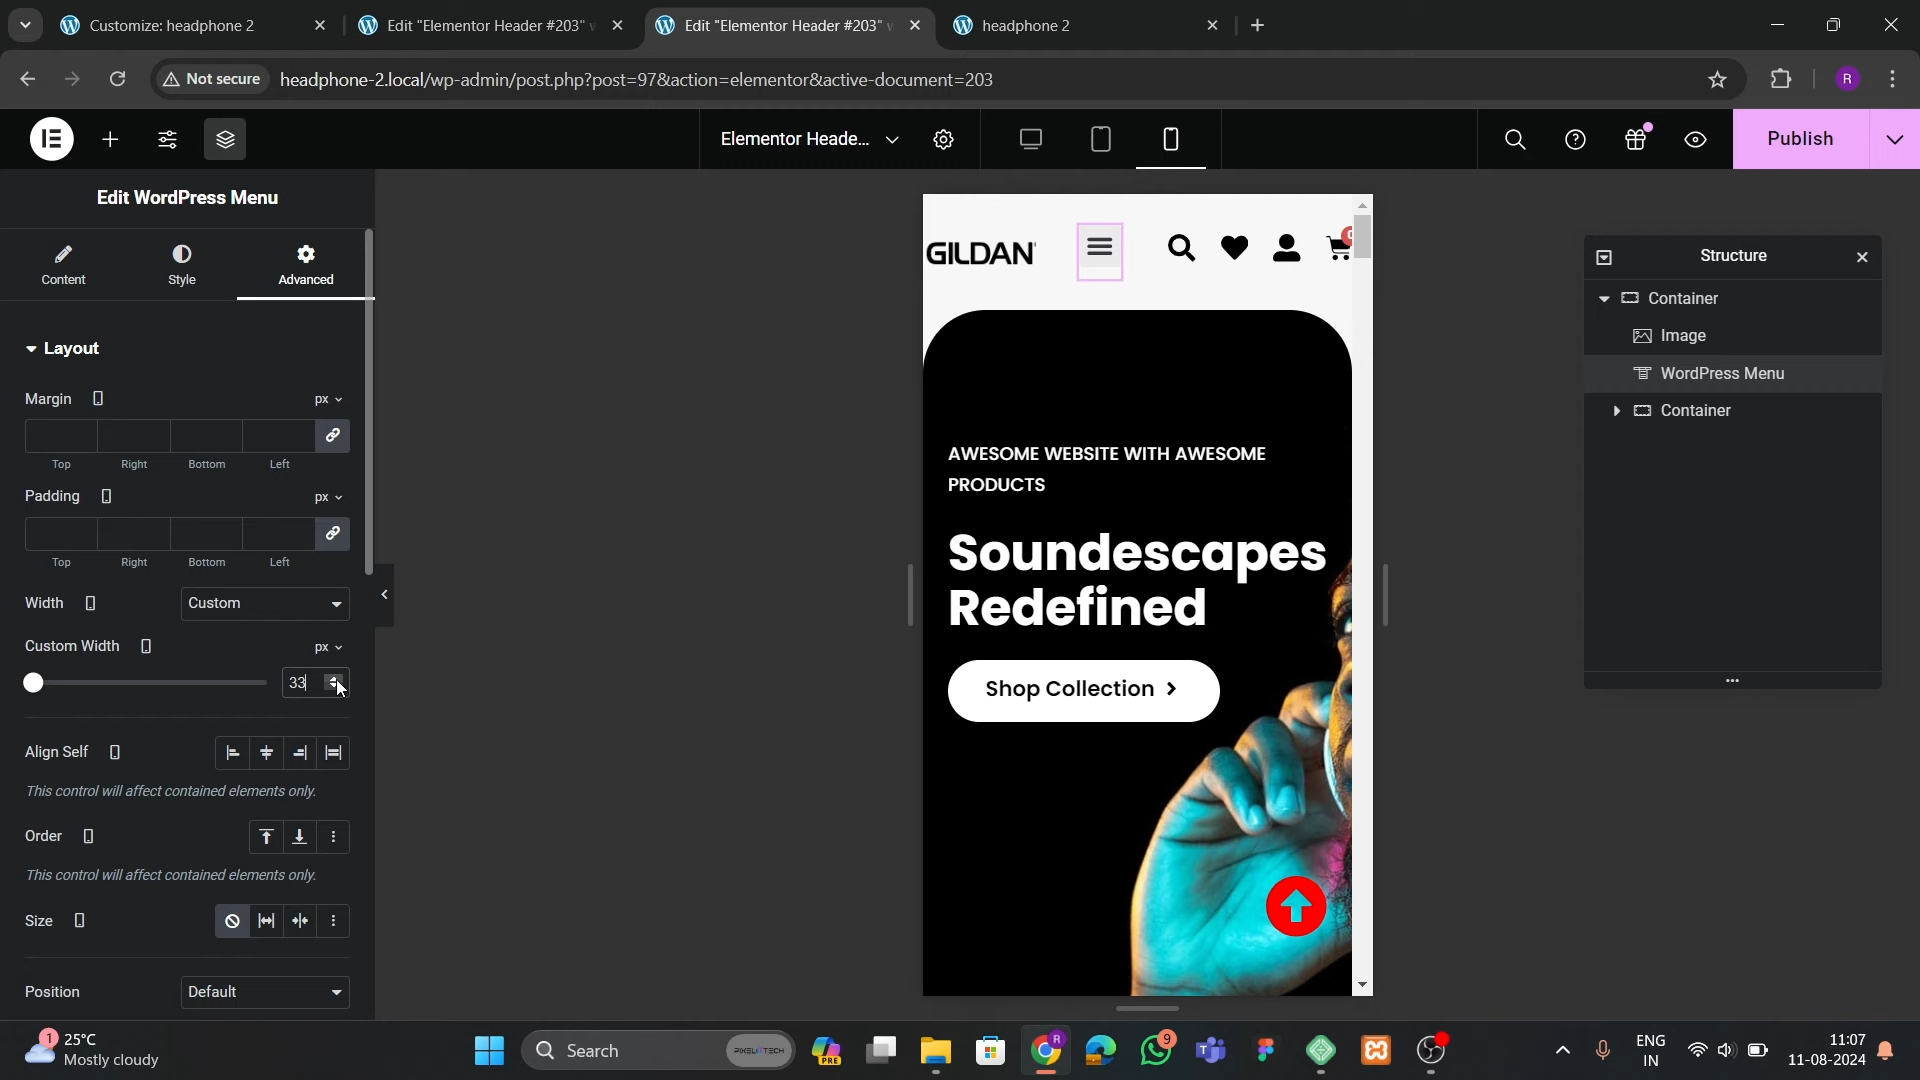 Customize: headphone 2
Edit "Elementor Header #203"
Edit "Elementor Header #203"
headphone 2
Not secure
headphone-2.local/wp-admin/post.php?post=97&action=elementor&active-document=203
R
Elementor Heade...
Publish
Edit WordPress Menu
Content
Style
Advanced
Layout
Margin
px
Top
Right
Bottom
Left
Padding
px
Top
Right
Bottom
Left
Width
Custom
Custom Width
px
33
Align Self
This control will affect contained elements only.
Order
This control will affect contained elements only.
Size
Position
Default
GILDAN
AWESOME WEBSITE WITH AWESOME
PRODUCTS
Soundescapes
Redefined
Shop Collection
Structure
Container
Image
WordPress Menu
Container
1
25°C
Mostly cloudy
Search
PRE
R
9
ENG
IN
11:07
11-08-2024